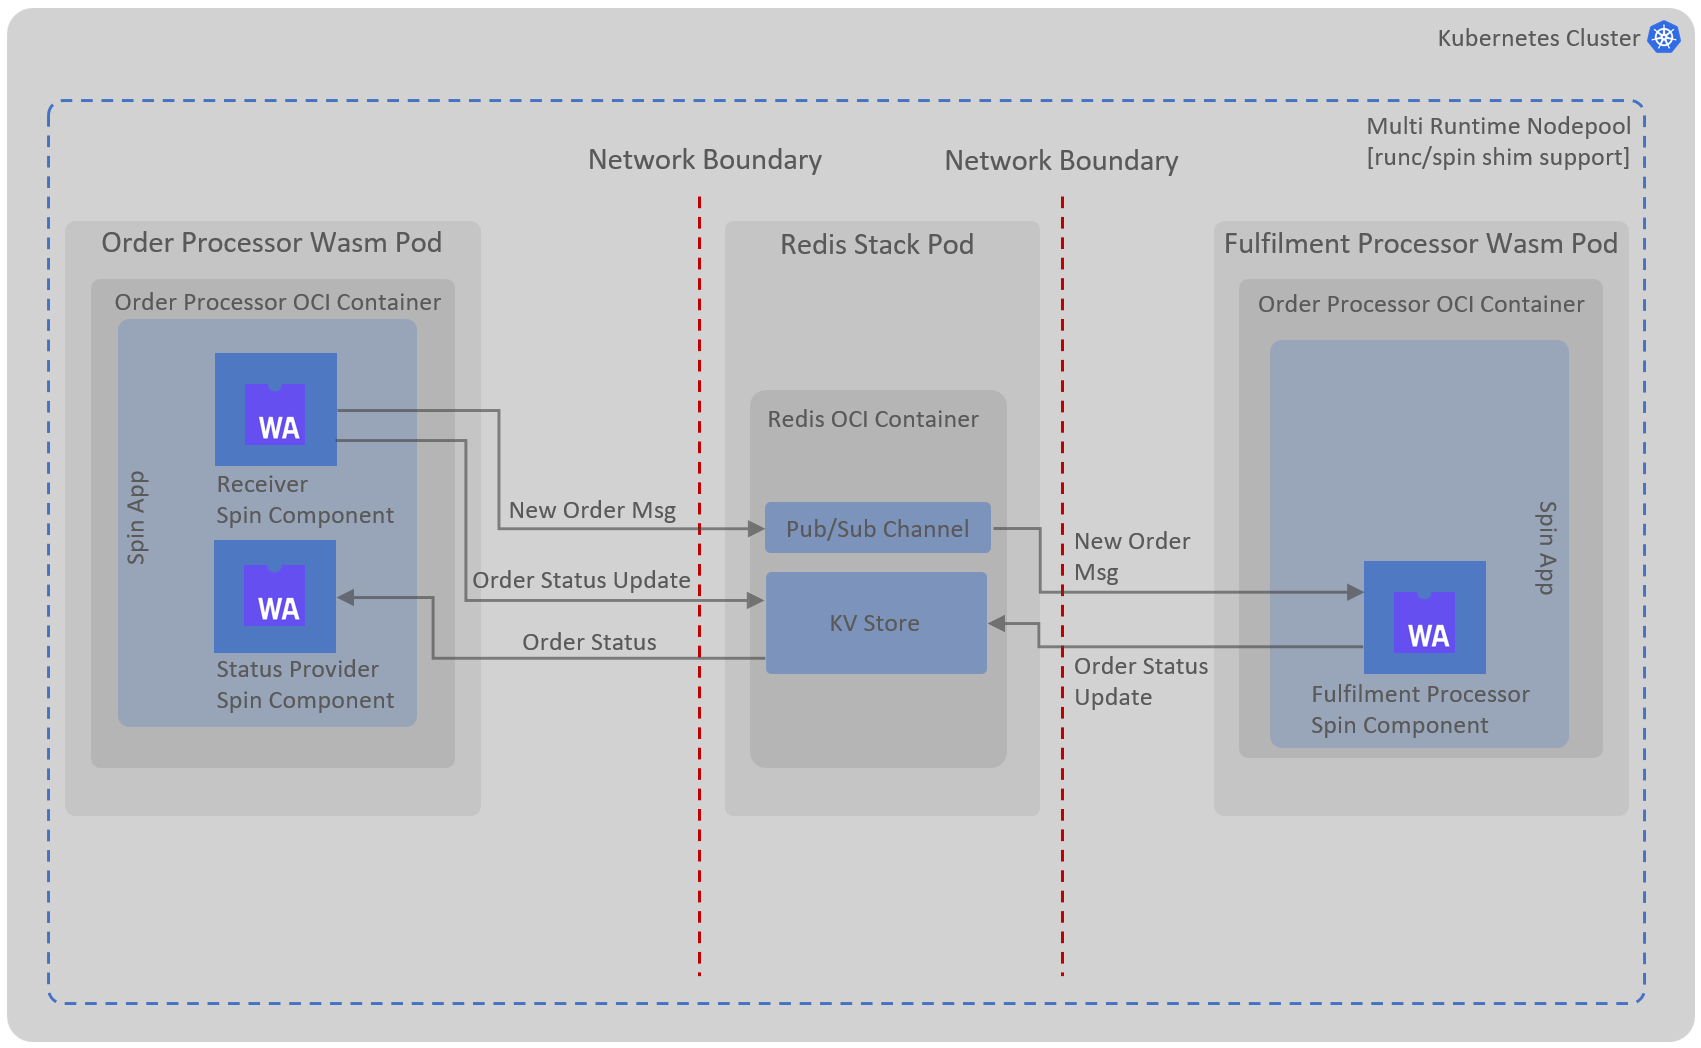 Kubernetes Cluster
Multi Runtime Nodepool
[runc/spin shim support]
Network Boundary
Network Boundary
Order Processor Wasm Pod
Order Processor OCI Container
Spin App
WA
Receiver
Spin Component
WA
Status Provider
Spin Component
New Order Msg
Order Status Update
Order Status
Redis Stack Pod
Redis OCI Container
Pub/Sub Channel
KV Store
New Order
Msg
Order Status
Update
Fulfilment Processor Wasm Pod
Order Processor OCI Container
Spin App
WA
Fulfilment Processor
Spin Component